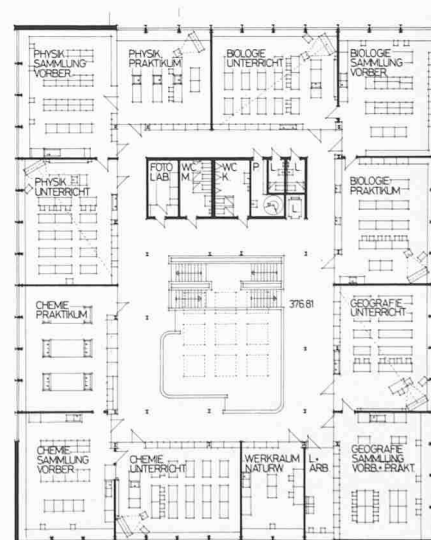 PHYSIK
SAMMLUNG
VORBER
PHYSIK
PRAKTIKUM
BIOLOGIE
UNTERRICHT
BIOLOGIE
SAMMLUNG
VORBER
FOTO
LAB.
WC
M
WC
K
P
L
L
L
PHYSIK
UNTERRICHT
BIOLOGIE
PRAKTIKUM
CHEMIE
PRAKTIKUM
376.81
GEOGRAFIE
UNTERRICHT
CHEMIE
SAMMLUNG
VORBER
CHEMIE
UNTERRICHT
WERKRAUM
NATURW
L+
ARB
GEOGRAFIE
SAMMLUNG
VORB.+PRAKT.